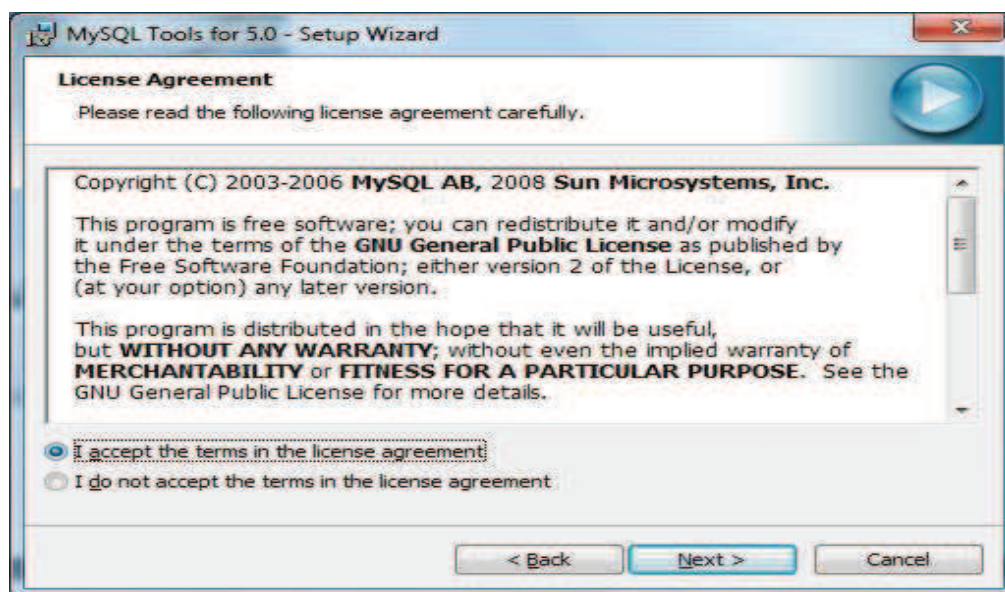 MySQL Tools for 5.0 - Setup Wizard
License Agreement
Please read the following license agreement carefully.
Copyright (C) 2003-2006 MySQL AB, 2008 Sun Microsystems, Inc.
This program is free software; you can redistribute it and/or modify
it under the terms of the GNU General Public License as published by
the Free Software Foundation; either version 2 of the License, or
(at your option) any later version.
This program is distributed in the hope that it will be useful,
but WITHOUT ANY WARRANTY; without even the implied warranty of
MERCHANTABILITY or FITNESS FOR A PARTICULAR PURPOSE. See the
GNU General Public License for more details.
I accept the terms in the license agreement
I do not accept the terms in the license agreement
< Back Next > Cancel